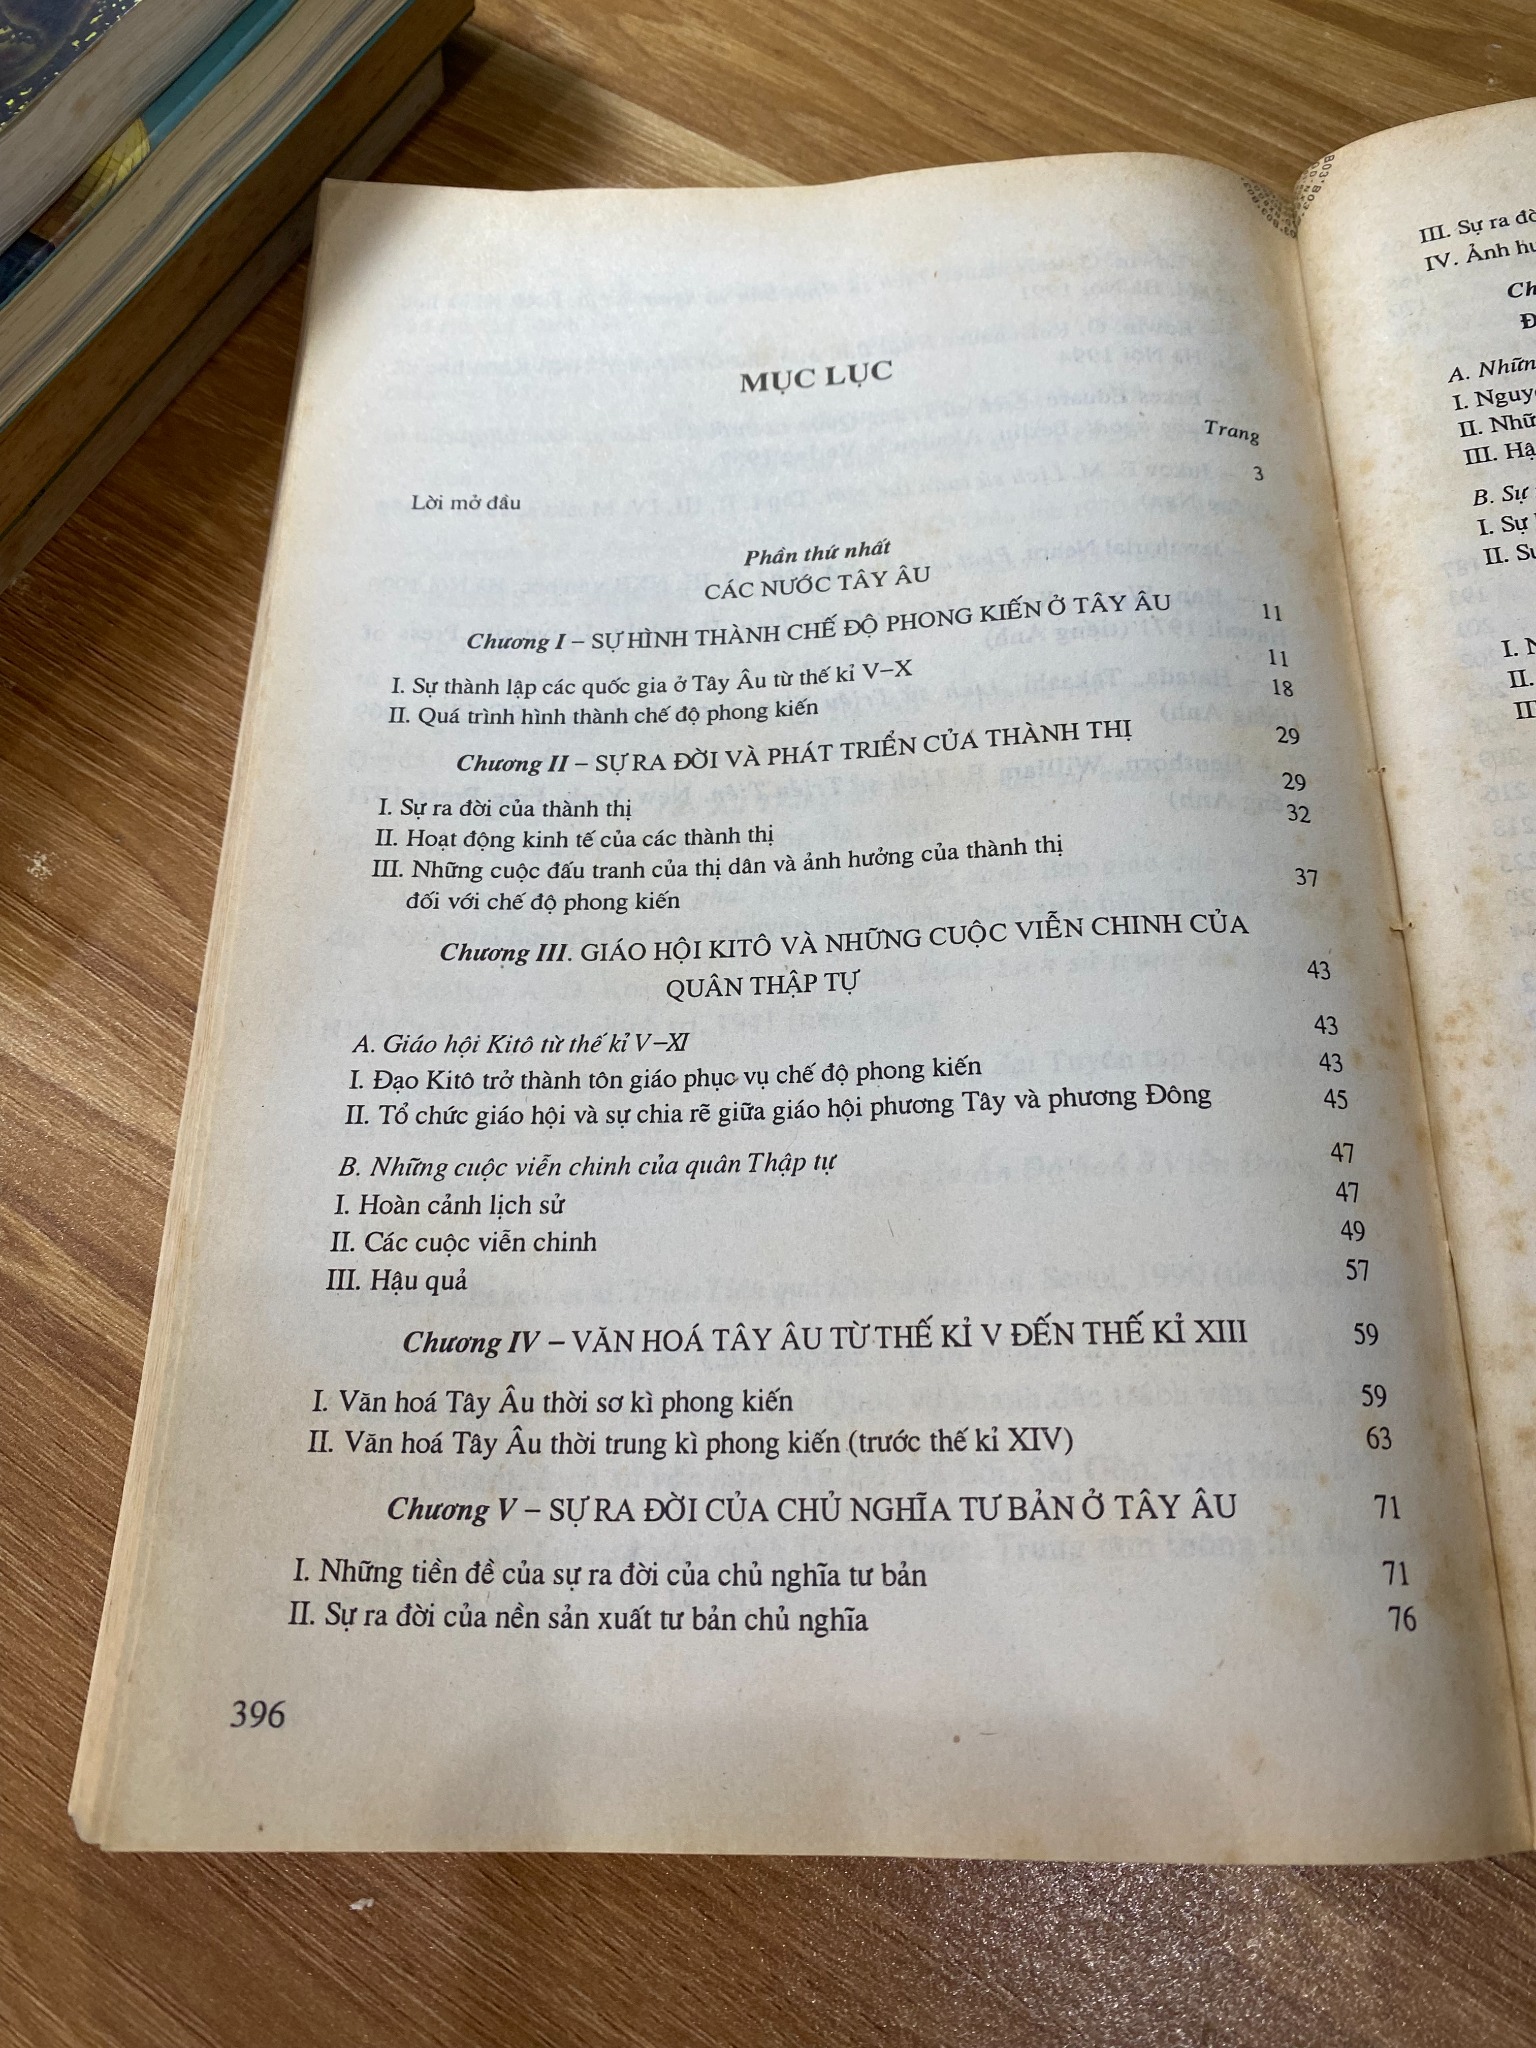 MỤC LỤC
Trang
Lời mở đầu 3
Phần thứ nhất
CÁC NƯỚC TÂY ÂU
Chương I – SỰ HÌNH THÀNH CHẾ ĐỘ PHONG KIẾN Ở TÂY ÂU 11
I. Sự thành lập các quốc gia ở Tây Âu từ thế kỉ V–X 11
II. Quá trình hình thành chế độ phong kiến 18
Chương II – SỰ RA ĐỜI VÀ PHÁT TRIỂN CỦA THÀNH THỊ 29
I. Sự ra đời của thành thị 29
II. Hoạt động kinh tế của các thành thị 32
III. Những cuộc đấu tranh của thị dân và ảnh hưởng của thành thị
đối với chế độ phong kiến 37
Chương III. GIÁO HỘI KITÔ VÀ NHỮNG CUỘC VIỄN CHINH CỦA
QUÂN THẬP TỰ 43
A. Giáo hội Kitô từ thế kỉ V–XI 43
I. Đạo Kitô trở thành tôn giáo phục vụ chế độ phong kiến 43
II. Tổ chức giáo hội và sự chia rẽ giữa giáo hội phương Tây và phương Đông 45
B. Những cuộc viễn chinh của quân Thập tự 47
I. Hoàn cảnh lịch sử 47
II. Các cuộc viễn chinh 49
III. Hậu quả 57
Chương IV – VĂN HOÁ TÂY ÂU TỪ THẾ KỈ V ĐẾN THẾ KỈ XIII 59
I. Văn hoá Tây Âu thời sơ kì phong kiến 59
II. Văn hoá Tây Âu thời trung kì phong kiến (trước thế kỉ XIV) 63
Chương V – SỰ RA ĐỜI CỦA CHỦ NGHĨA TƯ BẢN Ở TÂY ÂU 71
I. Những tiền đề của sự ra đời của chủ nghĩa tư bản 71
II. Sự ra đời của nền sản xuất tư bản chủ nghĩa 76
396
III. Sự ra
IV. Ảnh
A.
I.
II.
III.
B. Sự
I. Sự
II.
I.
II.